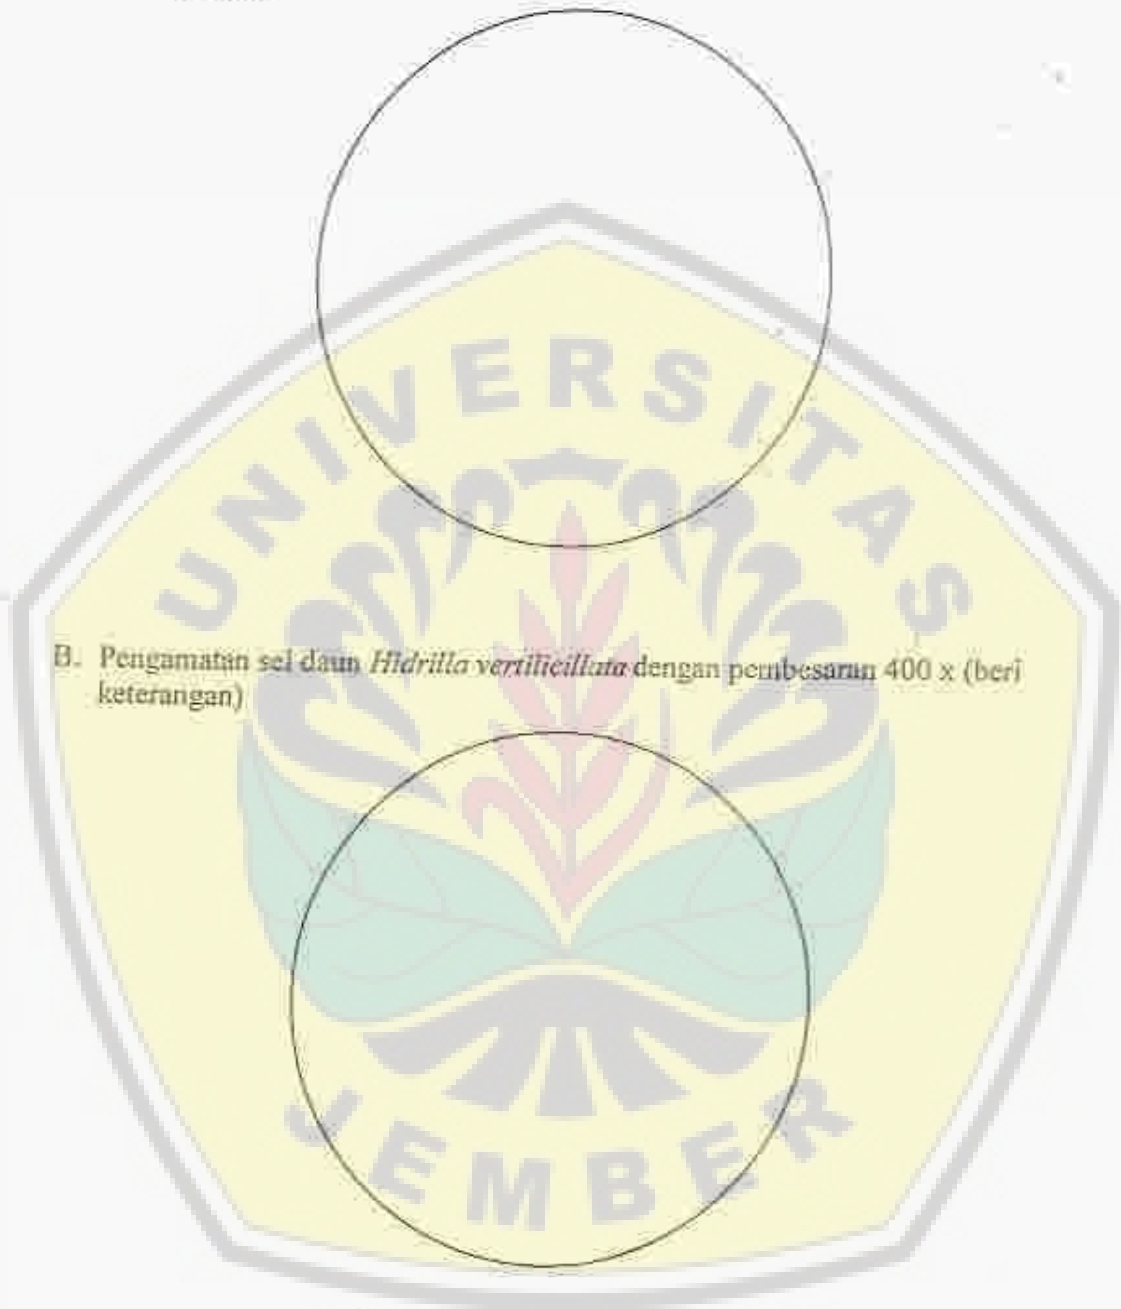 UNIVERSITAS
B. Pengamatan sel daun Hidrilla vertilicillata dengan pembesaran 400 x (beri
keterangan)
JEMBER